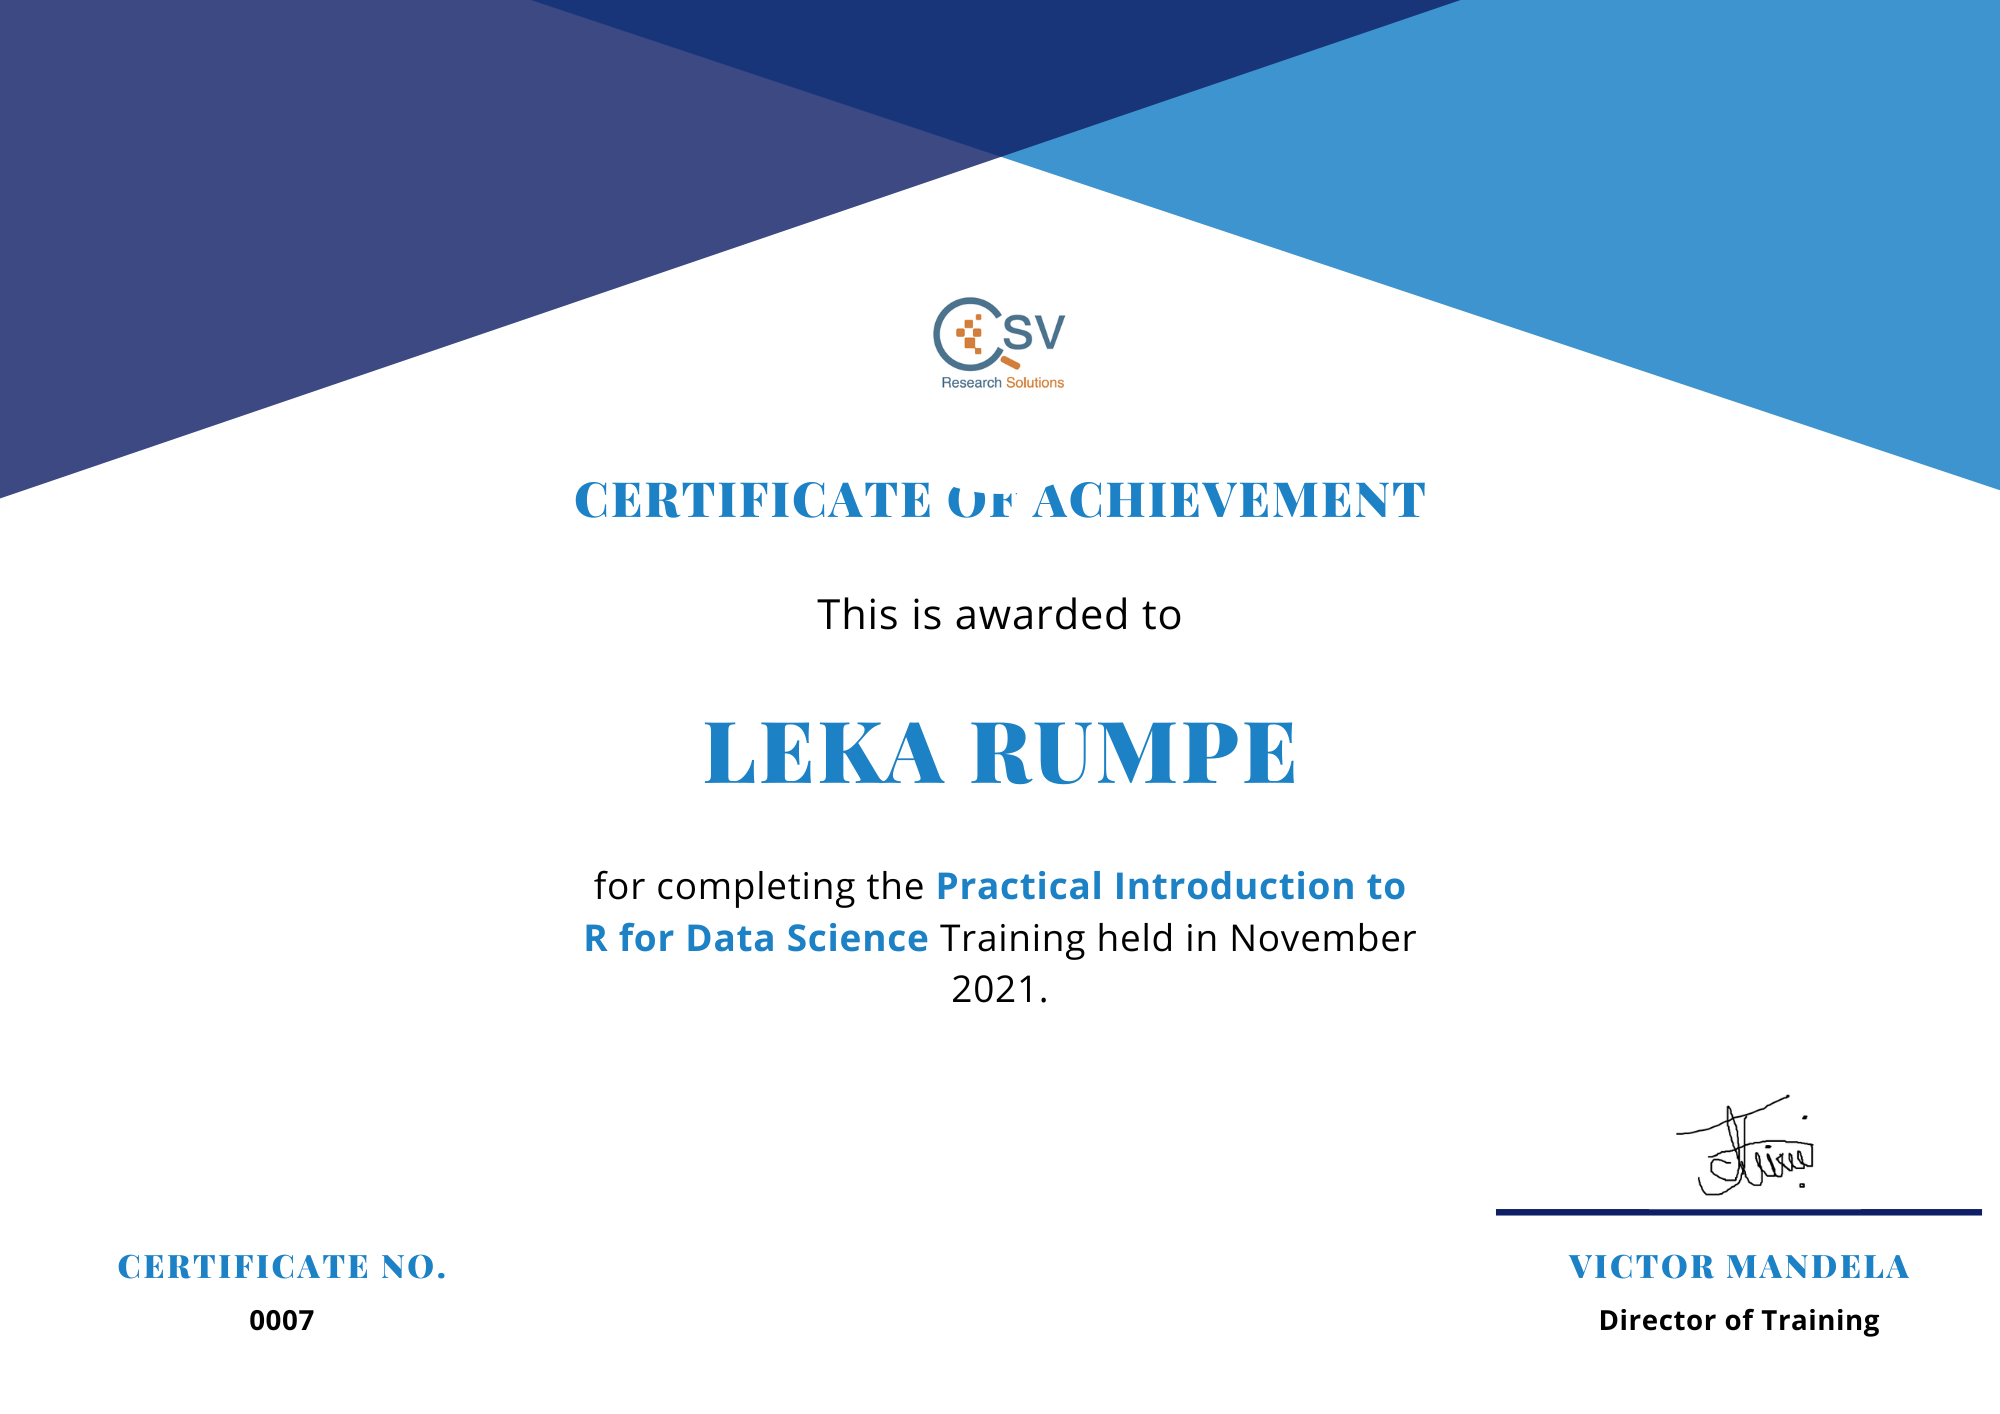 CSV
Research Solutions
CERTIFICATE OF ACHIEVEMENT
This is awarded to
LEKA RUMPE
for completing the Practical Introduction to
R for Data Science Training held in November
2021.
CERTIFICATE NO.
0007
VICTOR MANDELA
Director of Training